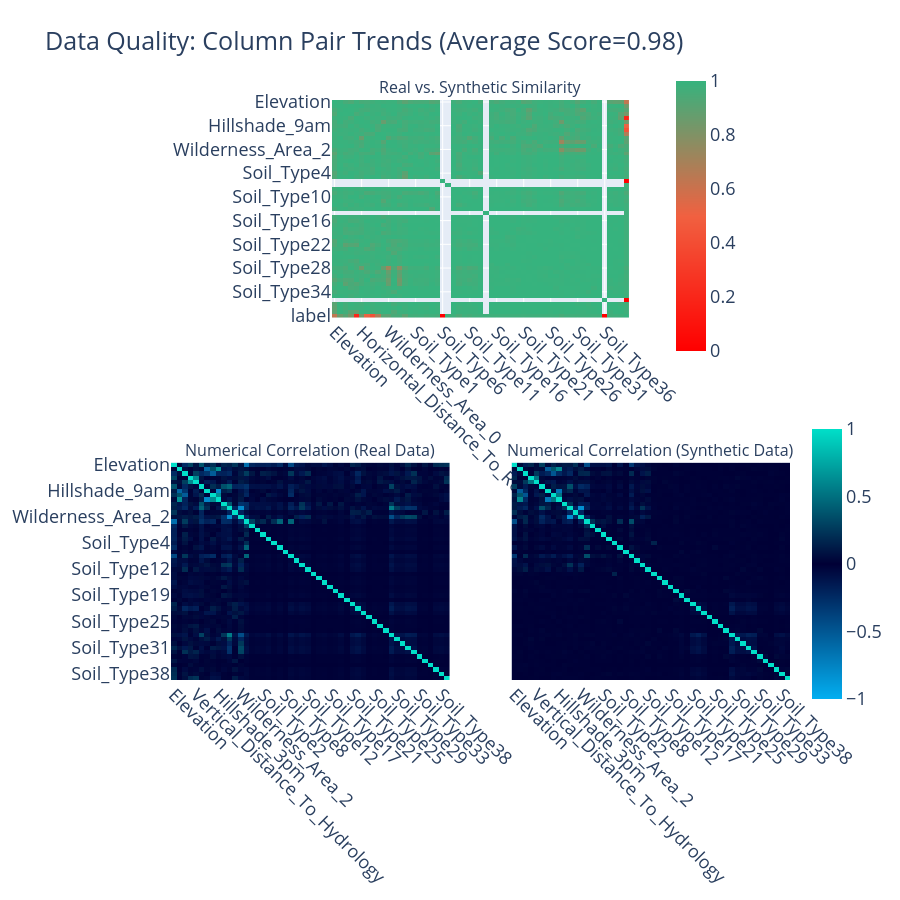 Data Quality: Column Pair Trends (Average Score=0.98)
Real vs. Synthetic Similarity
Elevation
Hillshade_9am
Wilderness_Area_2
Soil_Type4
Soil_Type10
Soil_Type16
Soil_Type22
Soil_Type28
Soil_Type34
label
Elevation
Horizontal_Distance_To_R
Wilderness_Area_0
Soil_Type1
Soil_Type6
Soil_Type11
Soil_Type16
Soil_Type21
Soil_Type26
Soil_Type31
Soil_Type36
1
0.8
0.6
0.4
0.2
0
Numerical Correlation (Real Data)
Elevation
Hillshade_9am
Wilderness_Area_2
Soil_Type4
Soil_Type12
Soil_Type19
Soil_Type25
Soil_Type31
Soil_Type38
Elevation
Vertical_Distance_To_Hydrology
Hillshade_3pm
Wilderness_Area_2
Soil_Type2
Soil_Type8
Soil_Type12
Soil_Type17
Soil_Type21
Soil_Type25
Soil_Type29
Soil_Type33
Soil_Type38
Numerical Correlation (Synthetic Data)
Elevation
Vertical_Distance_To_Hydrology
Hillshade_3pm
Wilderness_Area_2
Soil_Type2
Soil_Type8
Soil_Type12
Soil_Type17
Soil_Type21
Soil_Type25
Soil_Type29
Soil_Type33
Soil_Type38
1
0.5
0
−0.5
−1